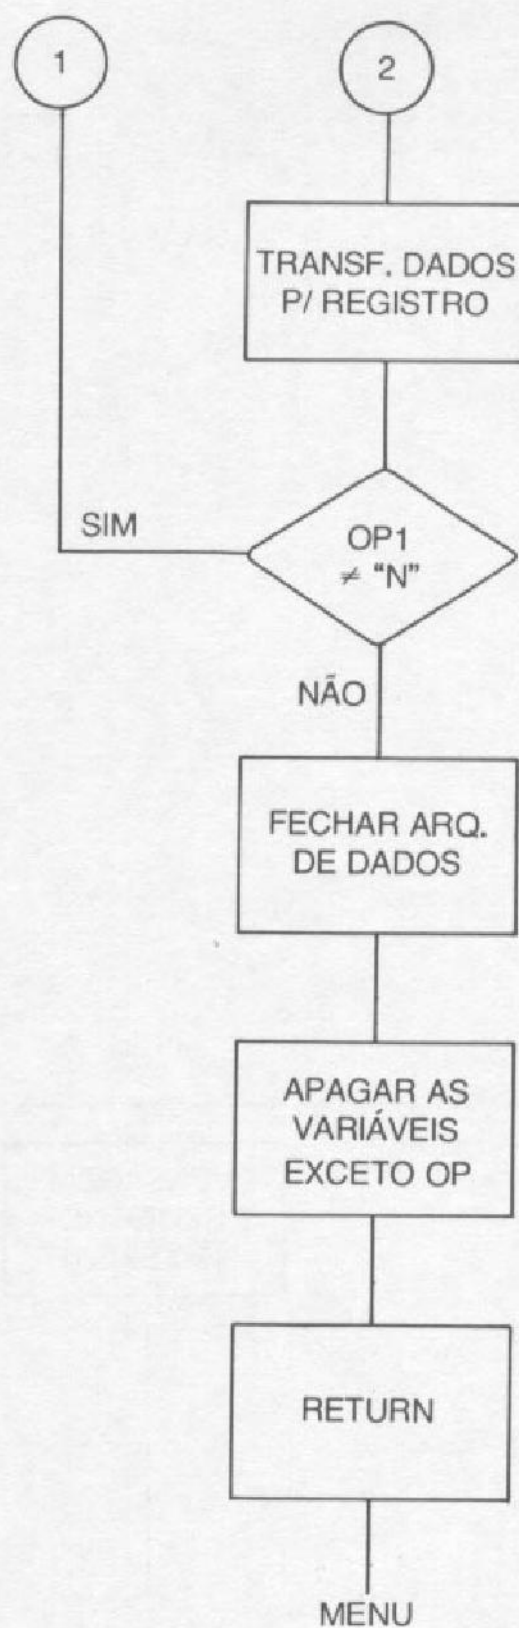 1
2
TRANSF. DADOS
P/ REGISTRO
SIM
OP1
≠ "N"
NÃO
FECHAR ARQ.
DE DADOS
APAGAR AS
VARIÁVEIS
EXCETO OP
RETURN
MENU